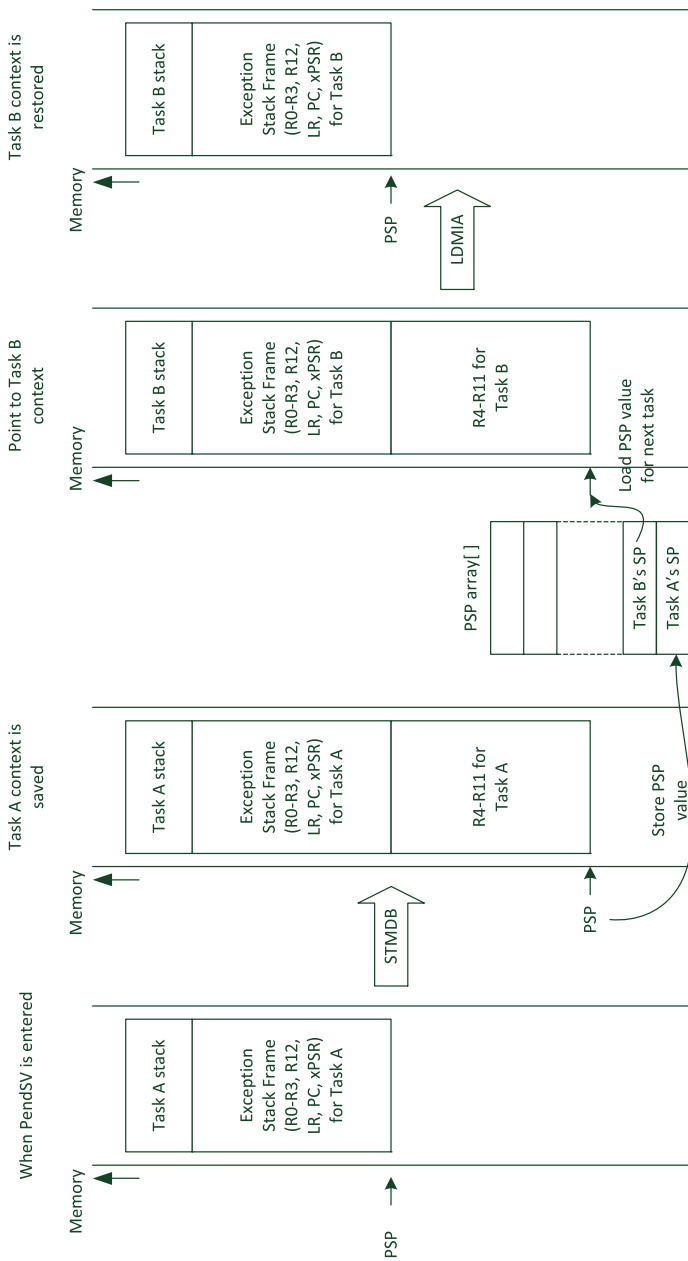 When PendSV is entered
Memory
Task A stack
Exception
Stack Frame
(R0-R3, R12,
LR, PC, xPSR)
for Task A
PSP
STMDB
Task A context is
saved
Memory
Task A stack
Exception
Stack Frame
(R0-R3, R12,
LR, PC, xPSR)
for Task A
R4-R11 for
Task A
PSP
Store PSP
value
PSP array[ ]
Task B's SP
Task A's SP
Load PSP value
for next task
Point to Task B
context
Memory
Task B stack
Exception
Stack Frame
(R0-R3, R12,
LR, PC, xPSR)
for Task B
R4-R11 for
Task B
LDMIA
Task B context is
restored
Memory
Task B stack
Exception
Stack Frame
(R0-R3, R12,
LR, PC, xPSR)
for Task B
PSP